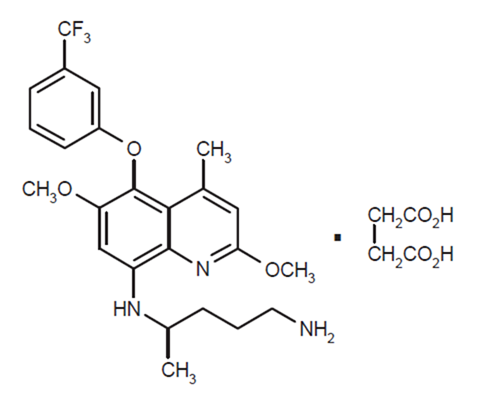 CF₃
O
CH₃
CH₃O
CH₂CO₂H
N
OCH₃
CH₂CO₂H
HN
NH₂
CH₃